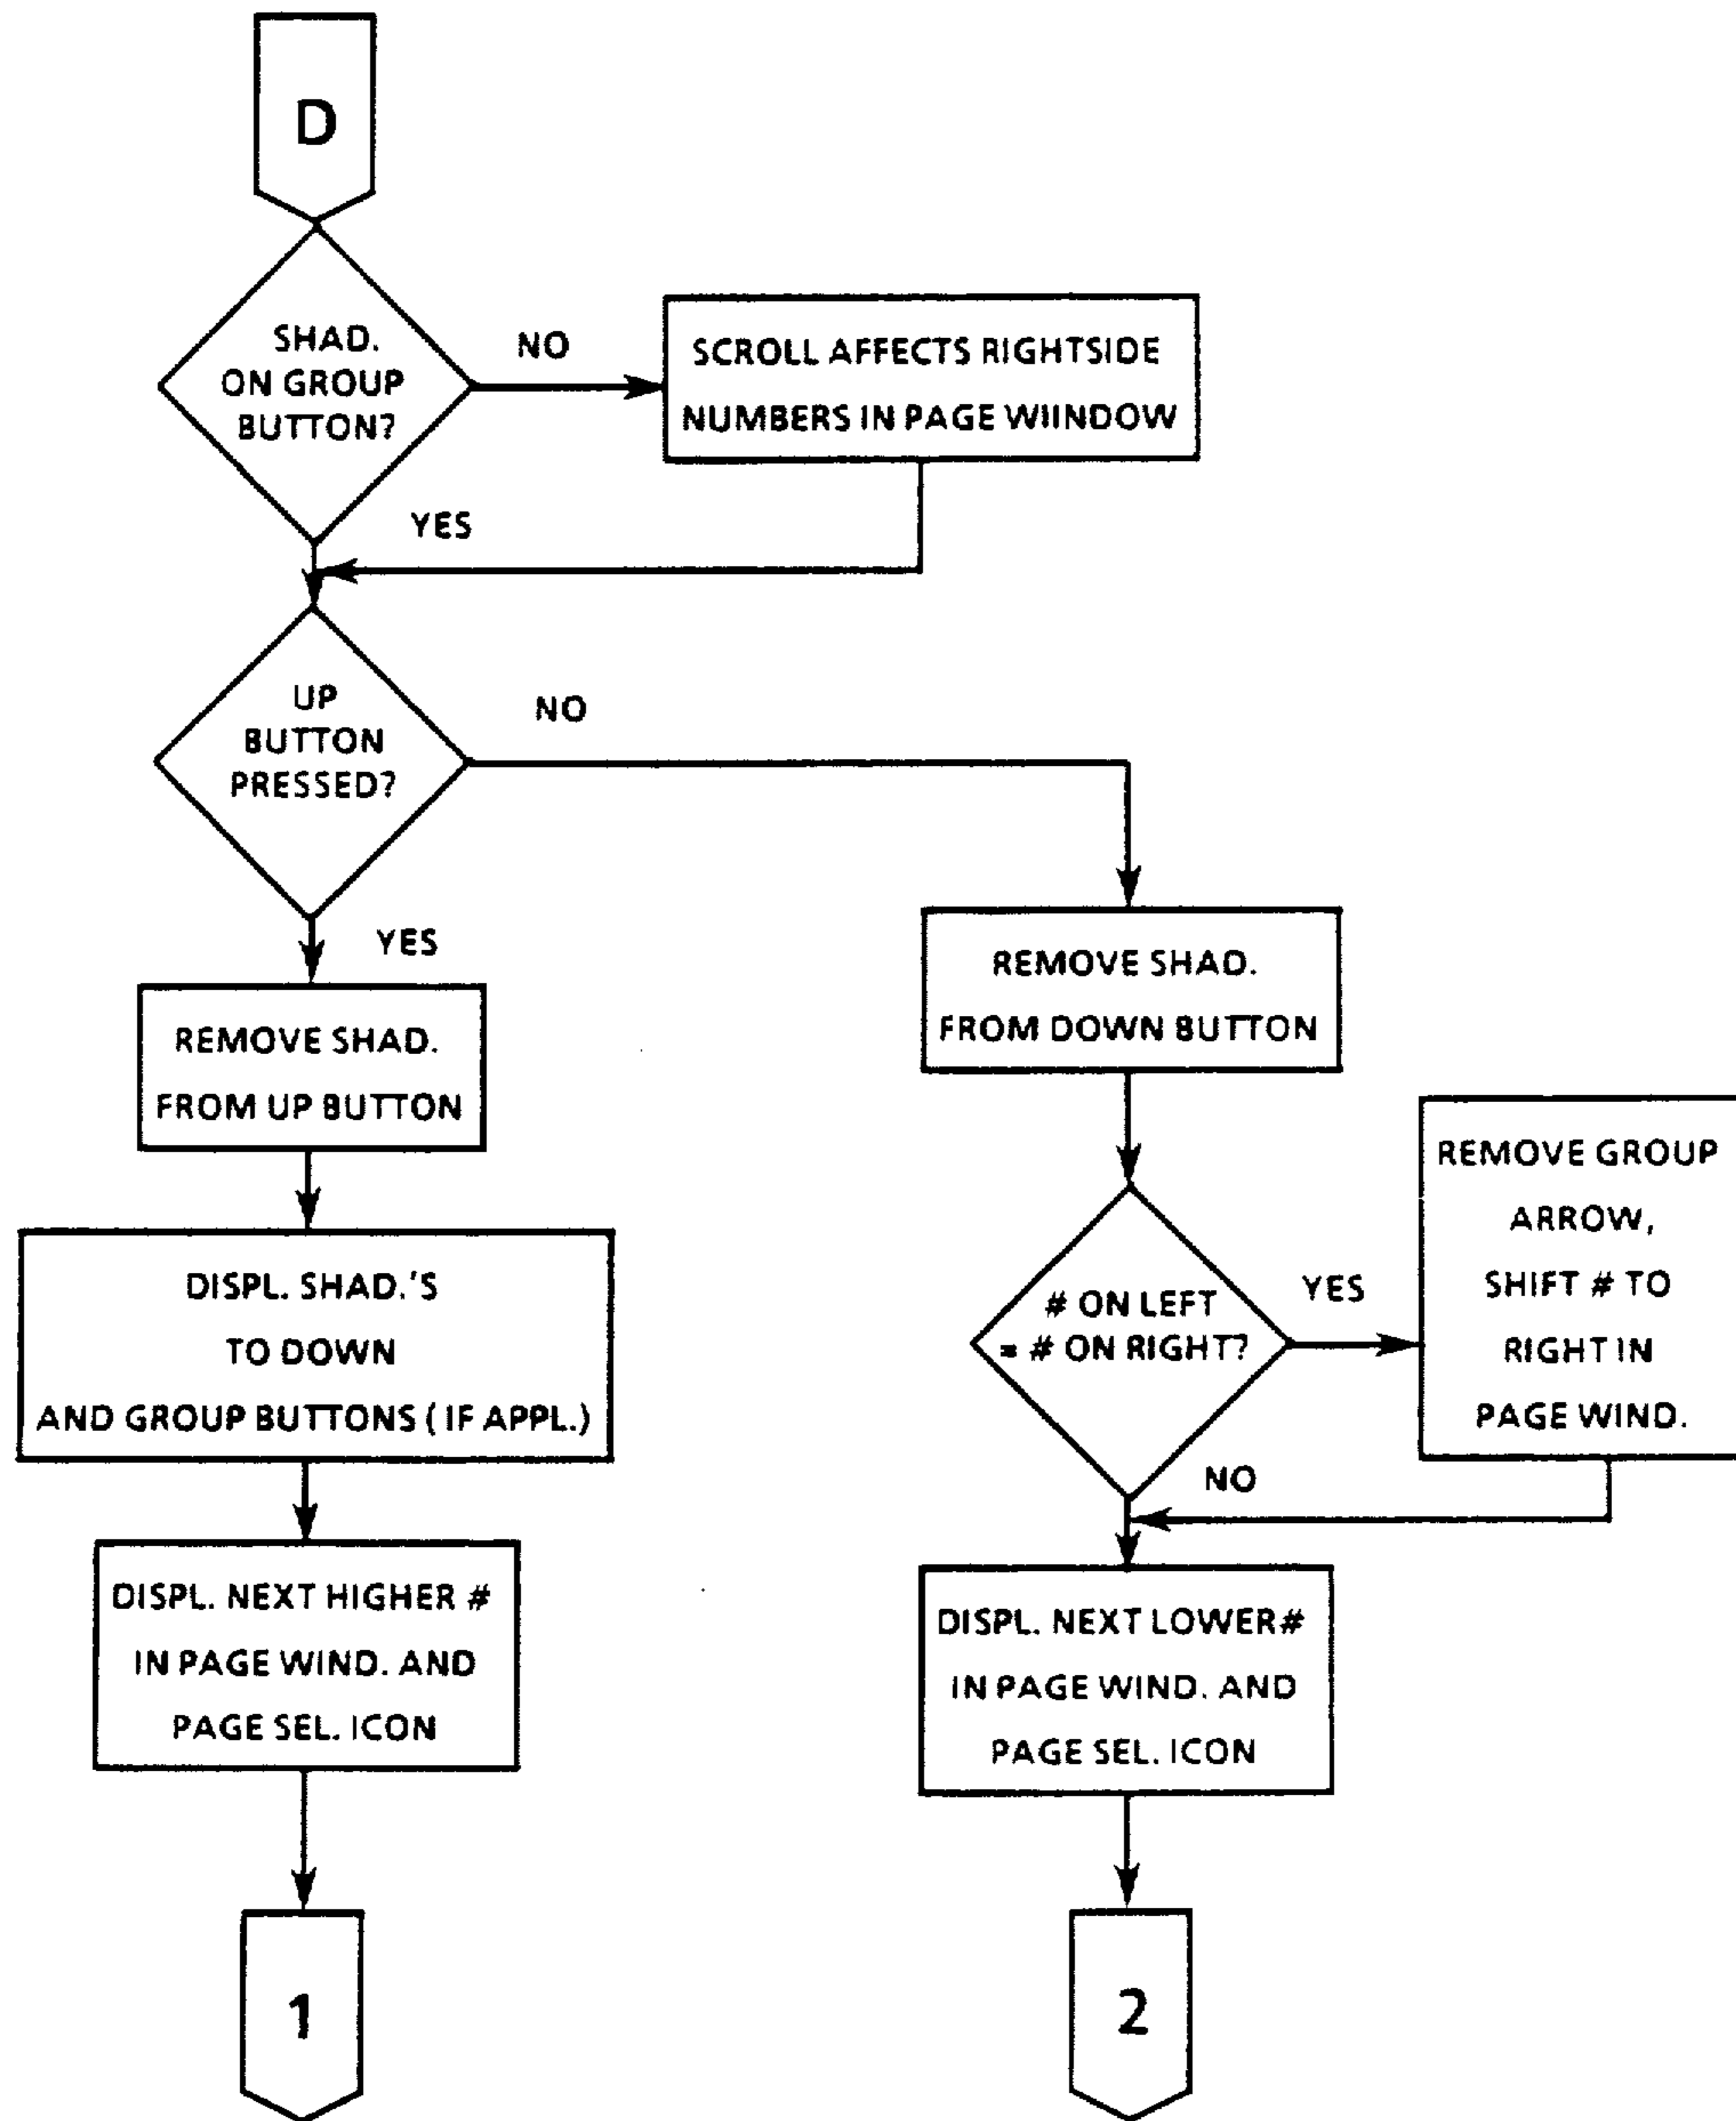 D
SHAD.
ON GROUP
BUTTON?
NO
SCROLL AFFECTS RIGHTSIDE
NUMBERS IN PAGE WIINDOW
YES
UP
BUTTON
PRESSED?
NO
YES
REMOVE SHAD.
FROM UP BUTTON
REMOVE SHAD.
FROM DOWN BUTTON
DISPL. SHAD.'S
TO DOWN
AND GROUP BUTTONS ( IF APPL.)
# ON LEFT
= # ON RIGHT?
YES
REMOVE GROUP
ARROW,
SHIFT # TO
RIGHT IN
PAGE WIND.
NO
DISPL. NEXT HIGHER #
IN PAGE WIND. AND
PAGE SEL. ICON
DISPL. NEXT LOWER #
IN PAGE WIND. AND
PAGE SEL. ICON
1
2